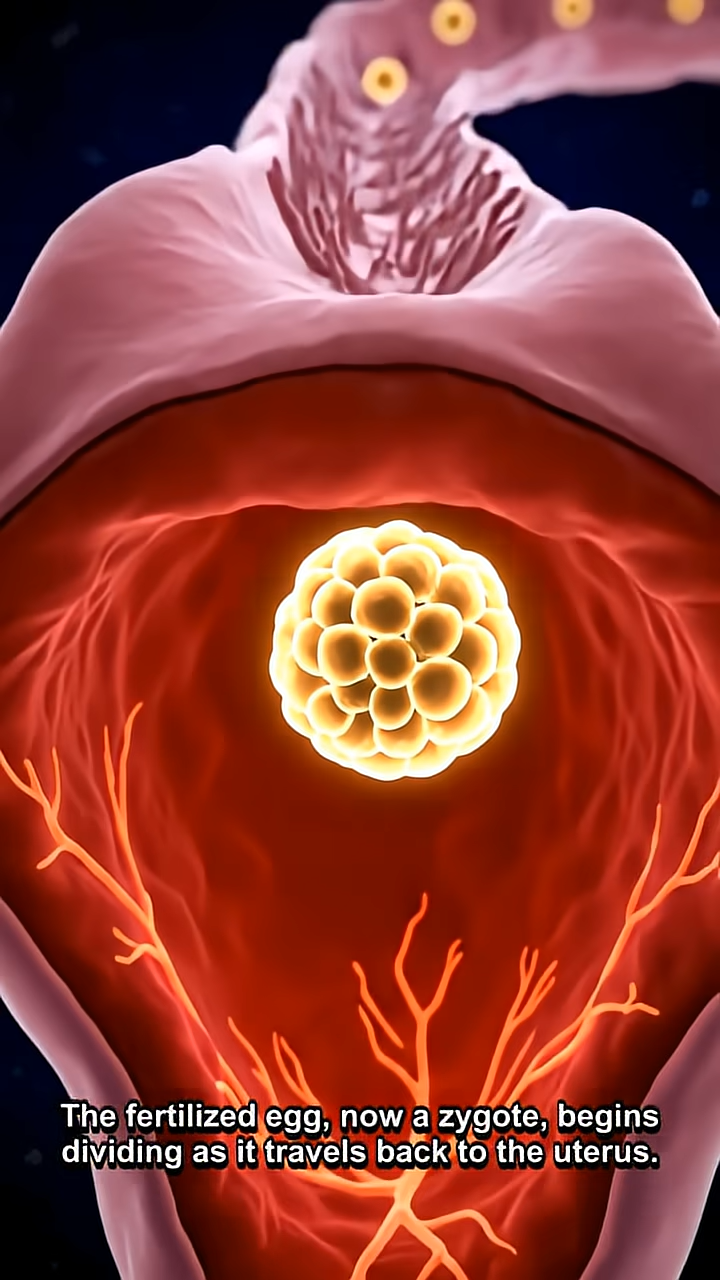 The fertilized egg, now a zygote, begins
dividing as it travels back to the uterus.